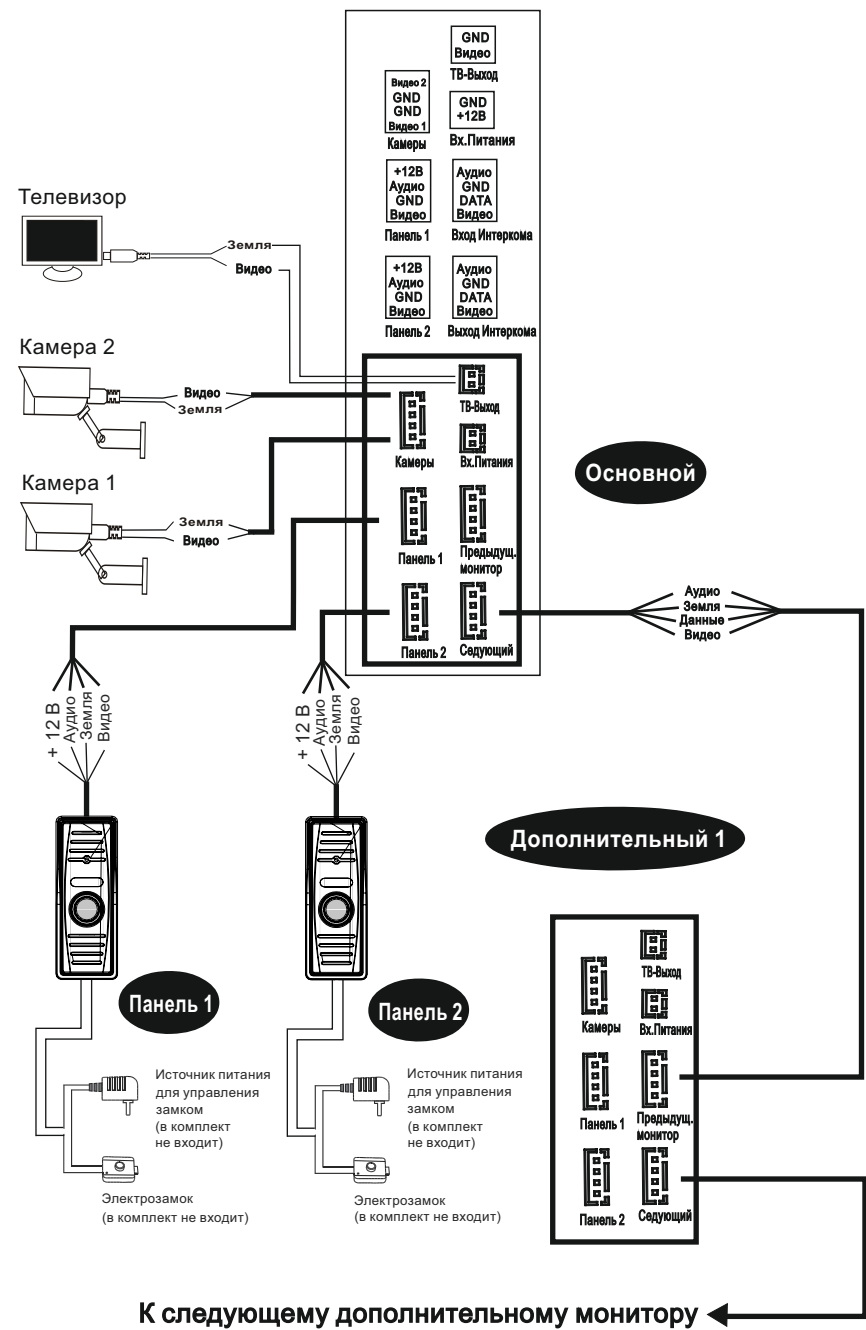 GND
Видео
ТВ-Выход
Видео 2
GND
GND
Видео 1
Камеры
GND
+12В
Вх.Питания
+12В
Аудио
GND
Видео
Панель 1
Аудио
GND
DATA
Видео
Вход Интеркома
+12В
Аудио
GND
Видео
Панель 2
Аудио
GND
DATA
Видео
Выход Интеркома
Телевизор
Земля
Видео
Камера 2
Видео
Земля
Камера 1
Земля
Видео
ТВ-Выход
Камеры
Вх.Питания
Панель 1
Предыдущ.
монитор
Панель 2
Седующий
Основной
Аудио
Земля
Данные
Видео
+ 12 В
Аудио
Земля
Видео
+ 12 В
Аудио
Земля
Видео
Дополнительный 1
Панель 1
Панель 2
Источник питания
для управления
замком
(в комплект
не входит)
Электрозамок
(в комплект не входит)
Источник питания
для управления
замком
(в комплект
не входит)
Электрозамок
(в комплект не входит)
ТВ-Выход
Камеры
Вх.Питания
Панель 1
Предыдущ.
монитор
Панель 2
Седующий
К следующему дополнительному монитору